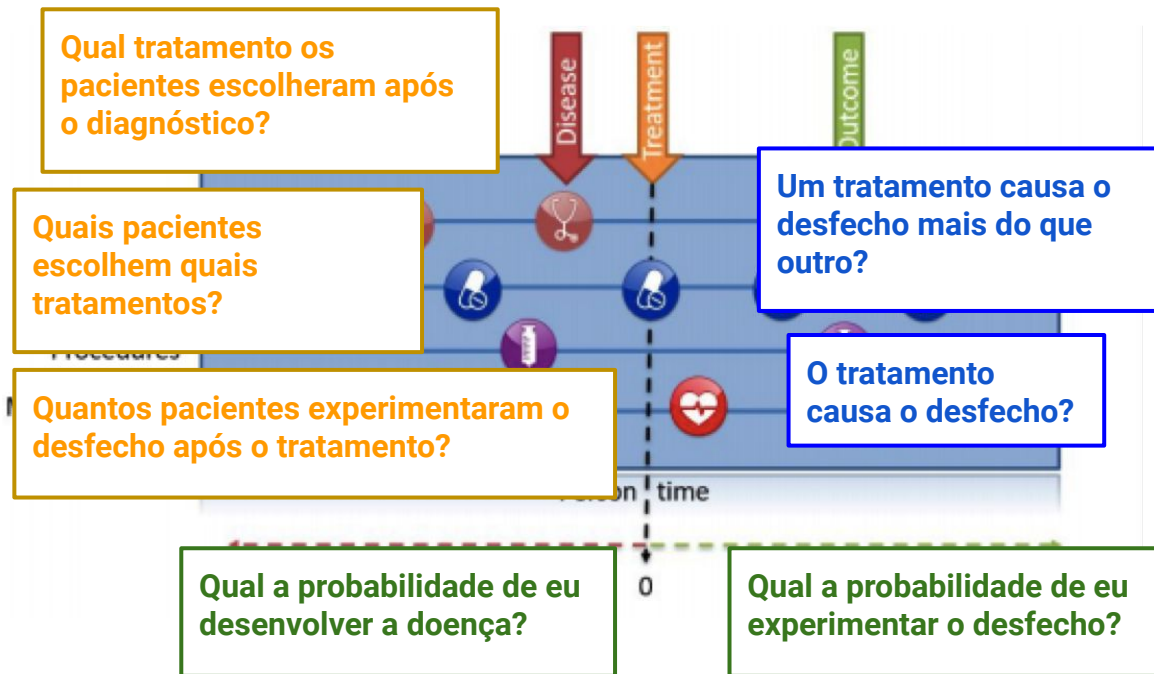 Qual tratamento os
pacientes escolheram após
o diagnóstico?
Disease
Treatment
Outcome
Quais pacientes
escolhem quais
tratamentos?
Um tratamento causa o
desfecho mais do que
outro?
Procedures
O tratamento
causa o desfecho?
Quantos pacientes experimentaram o
desfecho após o tratamento?
time
0
Qual a probabilidade de eu
desenvolver a doença?
Qual a probabilidade de eu
experimentar o desfecho?